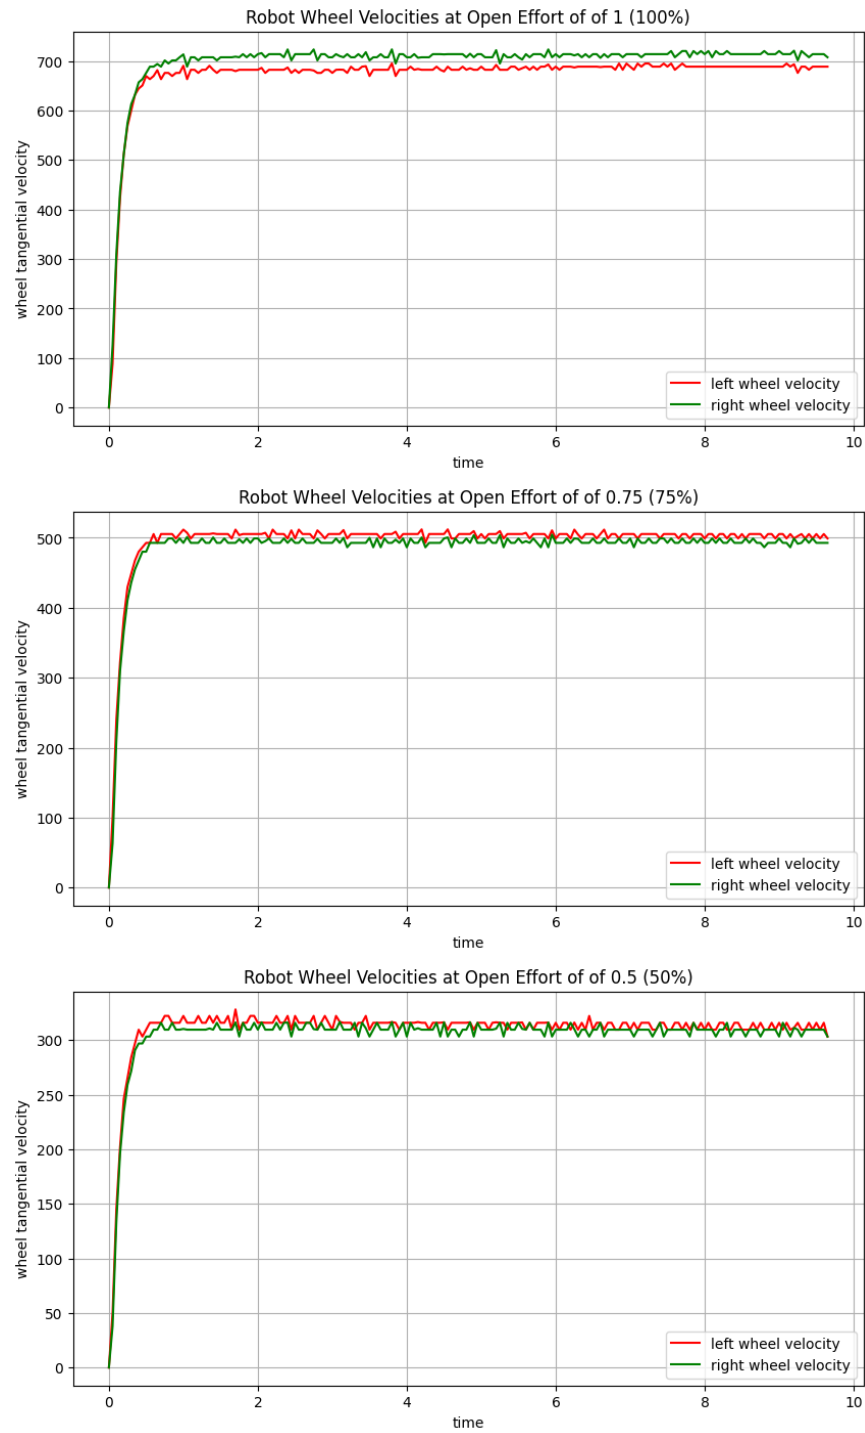 Robot Wheel Velocities at Open Effort of of 1 (100%)
700
600
500
400
300
200
100
0
wheel tangential velocity
left wheel velocity
right wheel velocity
0 2 4 6 8 10
time
Robot Wheel Velocities at Open Effort of of 0.75 (75%)
500
400
300
200
100
0
wheel tangential velocity
left wheel velocity
right wheel velocity
0 2 4 6 8 10
time
Robot Wheel Velocities at Open Effort of of 0.5 (50%)
300
250
200
150
100
50
0
wheel tangential velocity
left wheel velocity
right wheel velocity
0 2 4 6 8 10
time